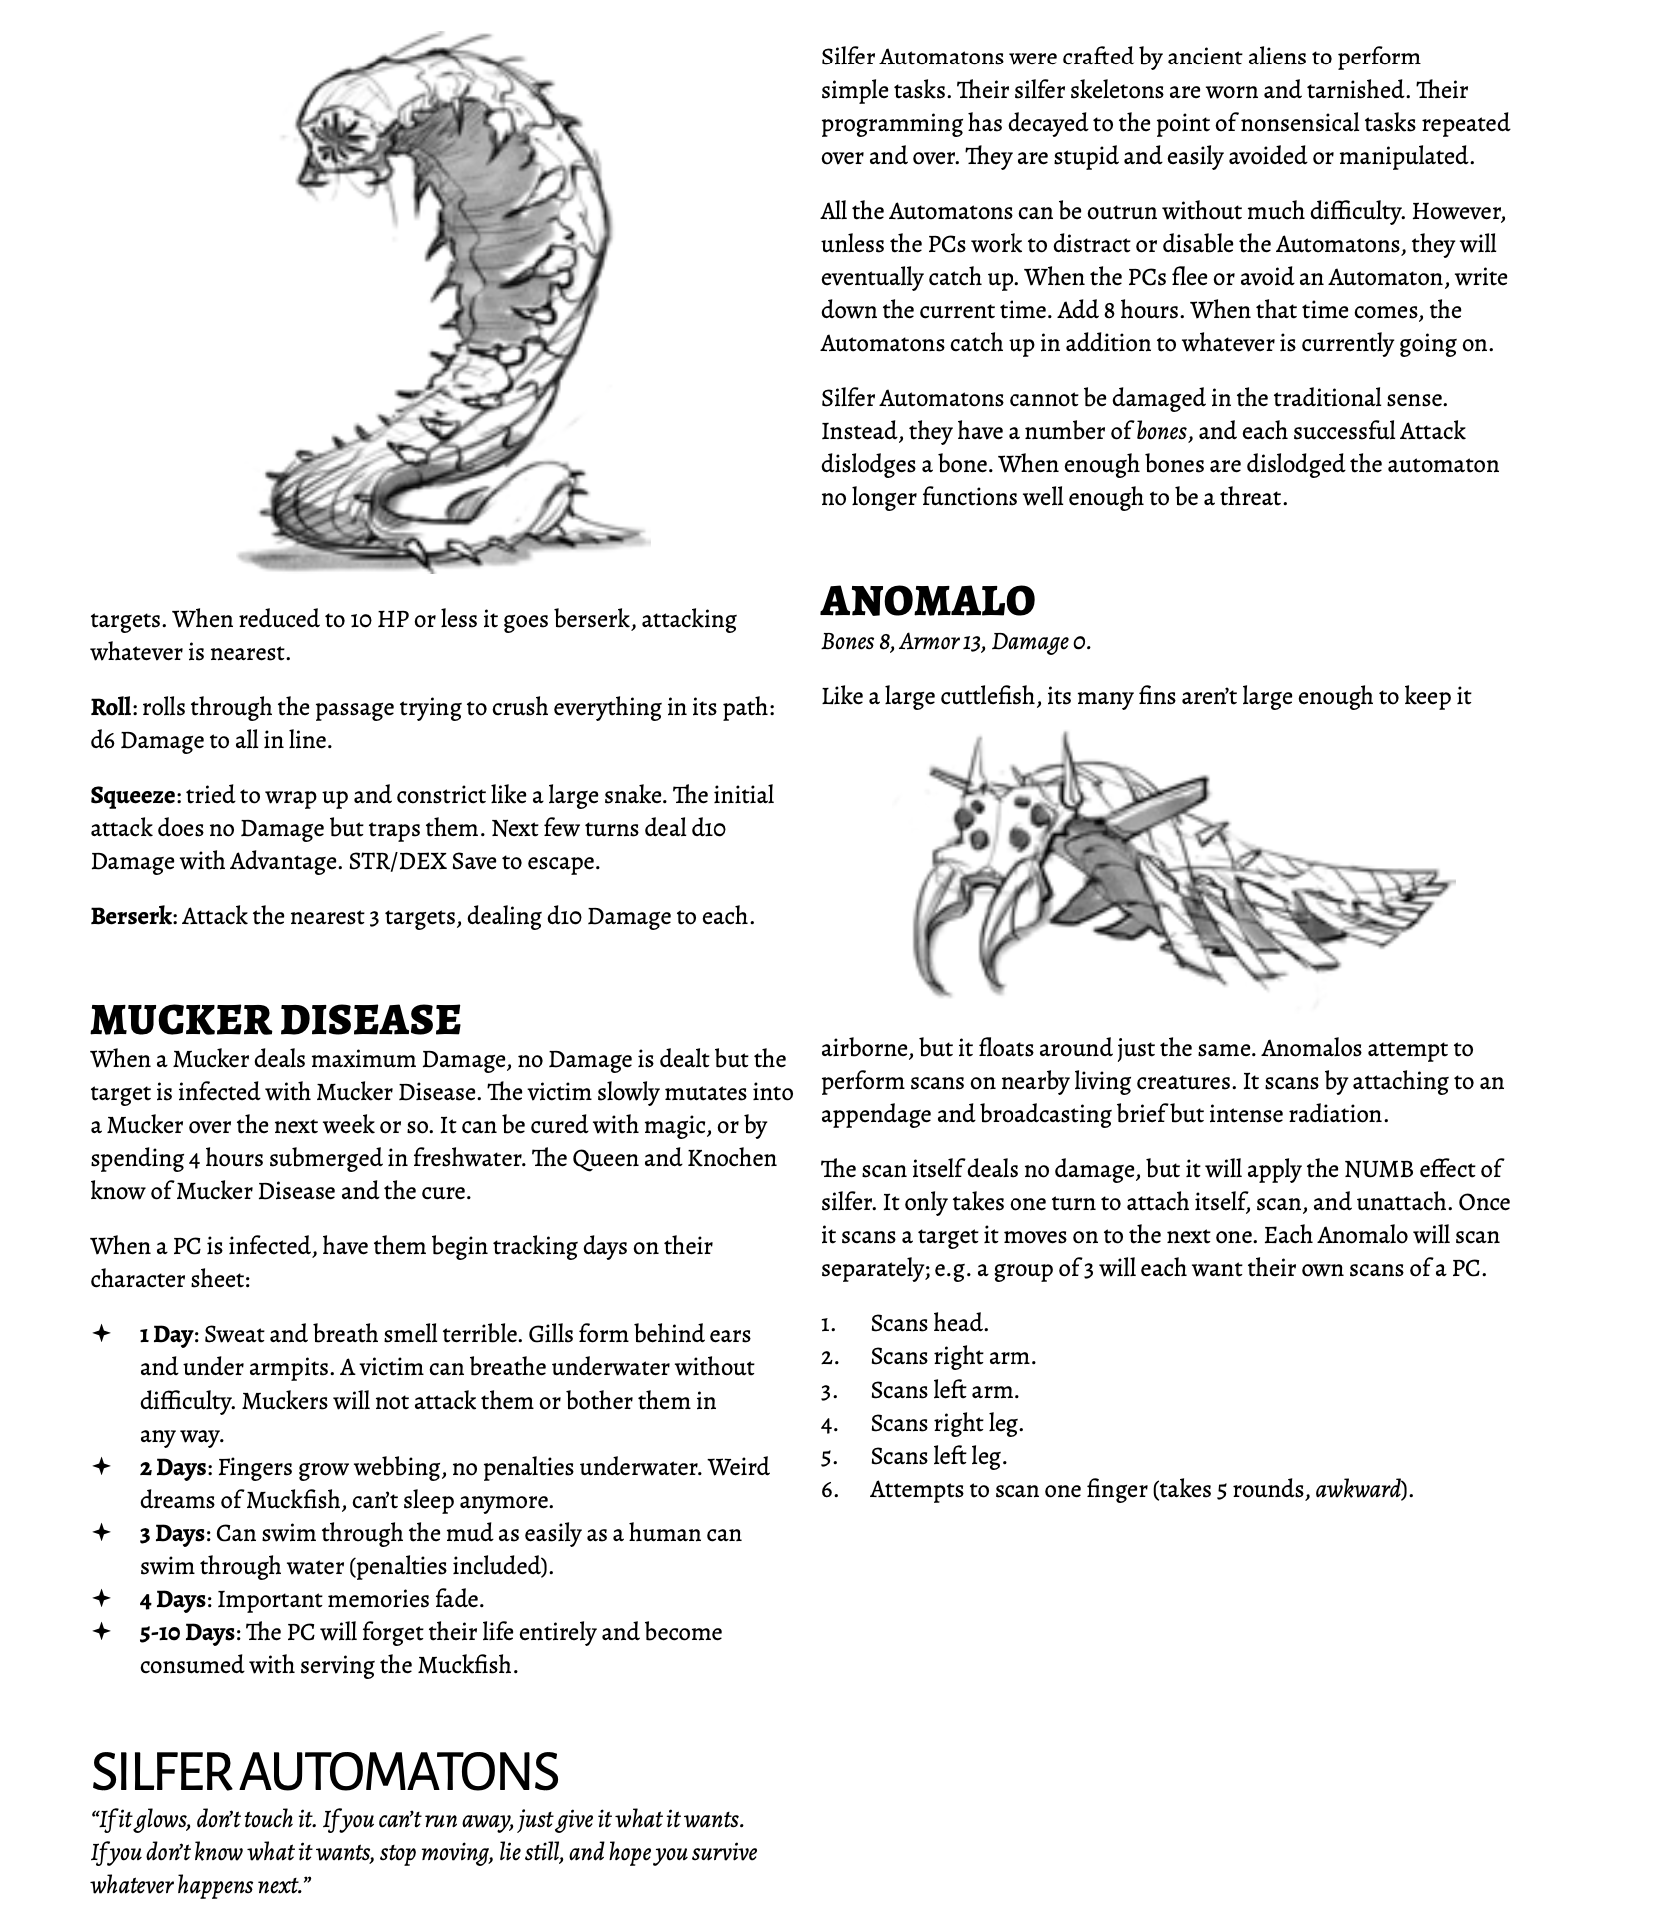 targets. When reduced to 10 HP or less it goes berserk, attacking
whatever is nearest.
Roll: rolls through the passage trying to crush everything in its path:
d6 Damage to all in line.
Squeeze: tried to wrap up and constrict like a large snake. The initial
attack does no Damage but traps them. Next few turns deal d10
Damage with Advantage. STR/DEX Save to escape.
Berserk: Attack the nearest 3 targets, dealing d10 Damage to each.
MUCKER DISEASE
When a Mucker deals maximum Damage, no Damage is dealt but the
target is infected with Mucker Disease. The victim slowly mutates into
a Mucker over the next week or so. It can be cured with magic, or by
spending 4 hours submerged in freshwater. The Queen and Knochen
know of Mucker Disease and the cure.
When a PC is infected, have them begin tracking days on their
character sheet:
✦ 1 Day: Sweat and breath smell terrible. Gills form behind ears
and under armpits. A victim can breathe underwater without
difficulty. Muckers will not attack them or bother them in
any way.
✦ 2 Days: Fingers grow webbing, no penalties underwater. Weird
dreams of Muckfish, can't sleep anymore.
✦ 3 Days: Can swim through the mud as easily as a human can
swim through water (penalties included).
✦ 4 Days: Important memories fade.
✦ 5-10 Days: The PC will forget their life entirely and become
consumed with serving the Muckfish.
SILFER AUTOMATONS
“If it glows, don’t touch it. If you can’t run away, just give it what it wants.
If you don’t know what it wants, stop moving, lie still, and hope you survive
whatever happens next.”
Silfer Automatons were crafted by ancient aliens to perform
simple tasks. Their silfer skeletons are worn and tarnished. Their
programming has decayed to the point of nonsensical tasks repeated
over and over. They are stupid and easily avoided or manipulated.
All the Automatons can be outrun without much difficulty. However,
unless the PCs work to distract or disable the Automatons, they will
eventually catch up. When the PCs flee or avoid an Automaton, write
down the current time. Add 8 hours. When that time comes, the
Automatons catch up in addition to whatever is currently going on.
Silfer Automatons cannot be damaged in the traditional sense.
Instead, they have a number of bones, and each successful Attack
dislodges a bone. When enough bones are dislodged the automaton
no longer functions well enough to be a threat.
ANOMALO
Bones 8, Armor 13, Damage 0.
Like a large cuttlefish, its many fins aren’t large enough to keep it
airborne, but it floats around just the same. Anomalos attempt to
perform scans on nearby living creatures. It scans by attaching to an
appendage and broadcasting brief but intense radiation.
The scan itself deals no damage, but it will apply the NUMB effect of
silfer. It only takes one turn to attach itself, scan, and unattach. Once
it scans a target it moves on to the next one. Each Anomalo will scan
separately; e.g. a group of 3 will each want their own scans of a PC.
1. Scans head.
2. Scans right arm.
3. Scans left arm.
4. Scans right leg.
5. Scans left leg.
6. Attempts to scan one finger (takes 5 rounds, awkward).